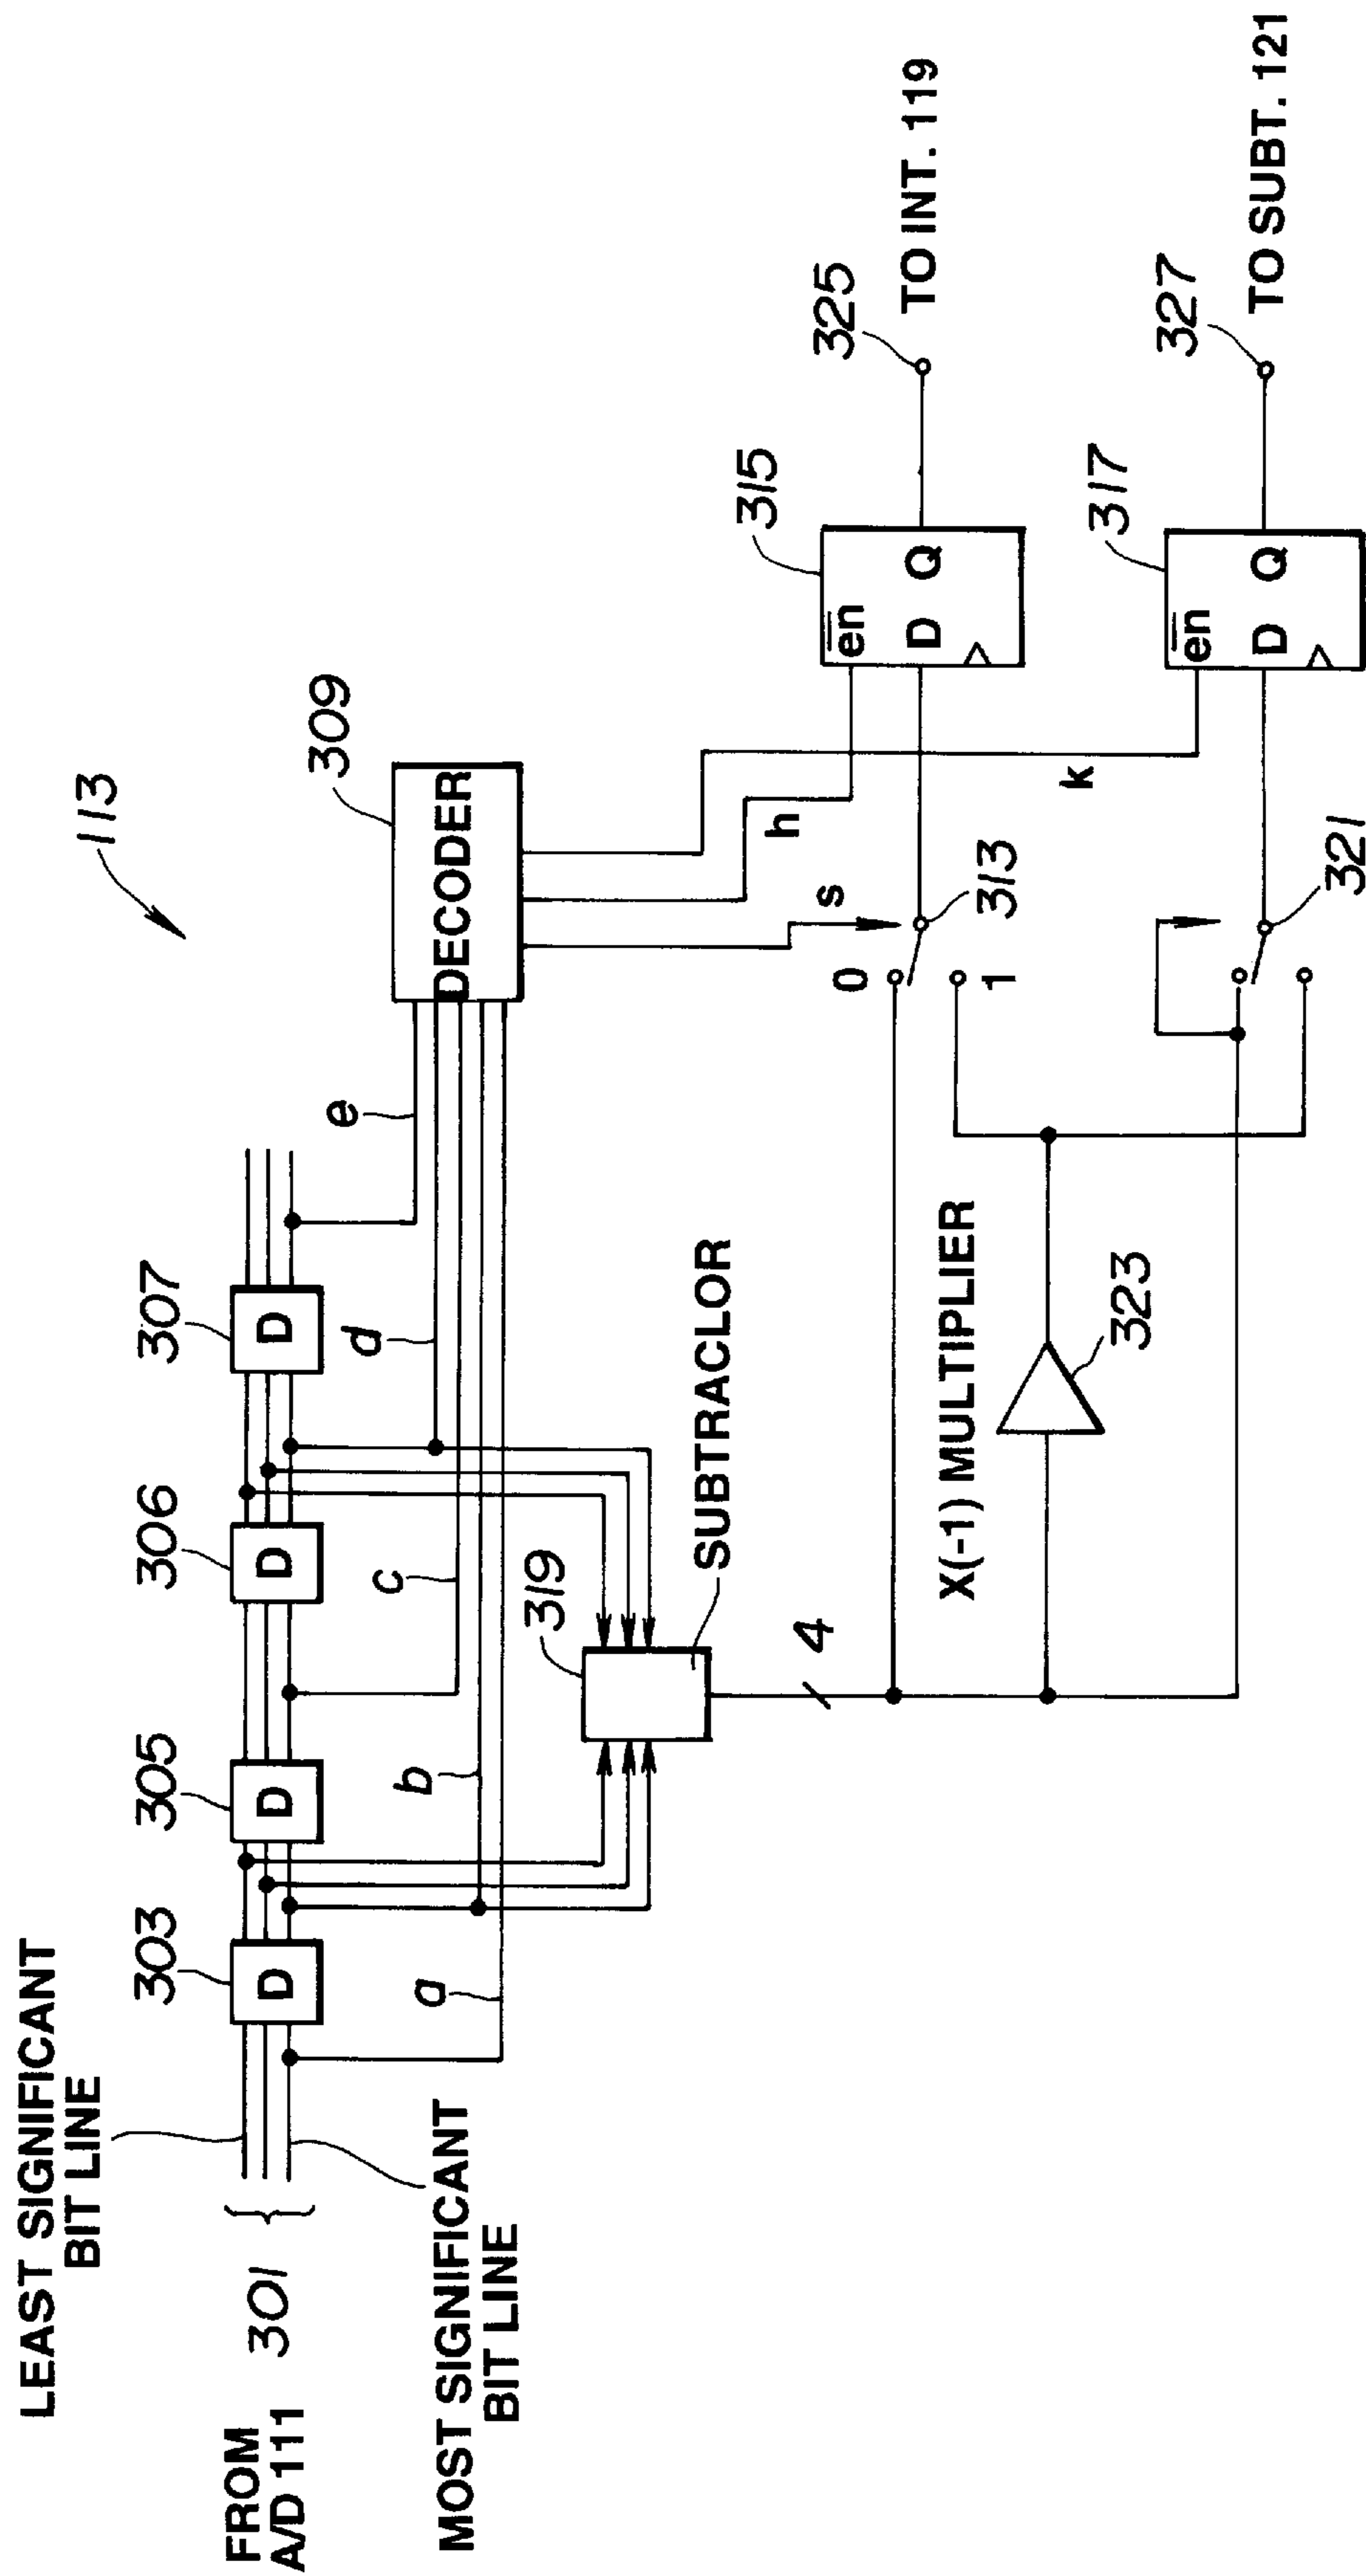 113
LEAST SIGNIFICANT
BIT LINE
FROM
A/D 111
301
MOST SIGNIFICANT
BIT LINE
303
D
305
D
306
D
307
D
a
b
c
d
e
309
DECODER
319
SUBTRACLOR
4
X(-1) MULTIPLIER
323
s
h
k
0
1
313
321
315
en
D Q
325
TO INT. 119
317
en
D Q
327
TO SUBT. 121